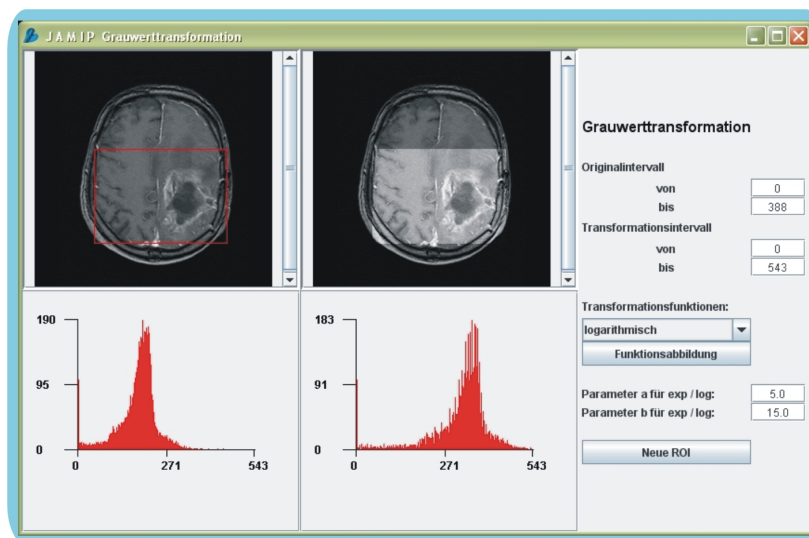 JAMIP Grauwerttransformation
Grauwerttransformation
Originalintervall
von 0
bis 388
Transformationsintervall
von 0
bis 543
Transformationsfunktionen:
logarithmisch
Funktionsabbildung
Parameter a für exp / log: 5.0
Parameter b für exp / log: 15.0
Neue ROI
190
95
0
0 271 543
183
91
0
0 271 543